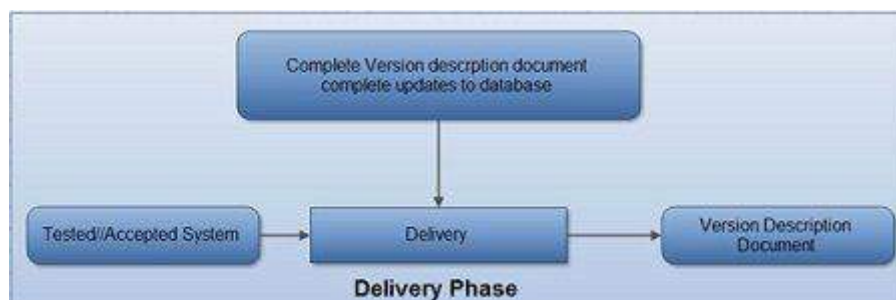 Complete Version descrption document
complete updates to database
Tested//Accepted System
Delivery
Version Description
Document
Delivery Phase